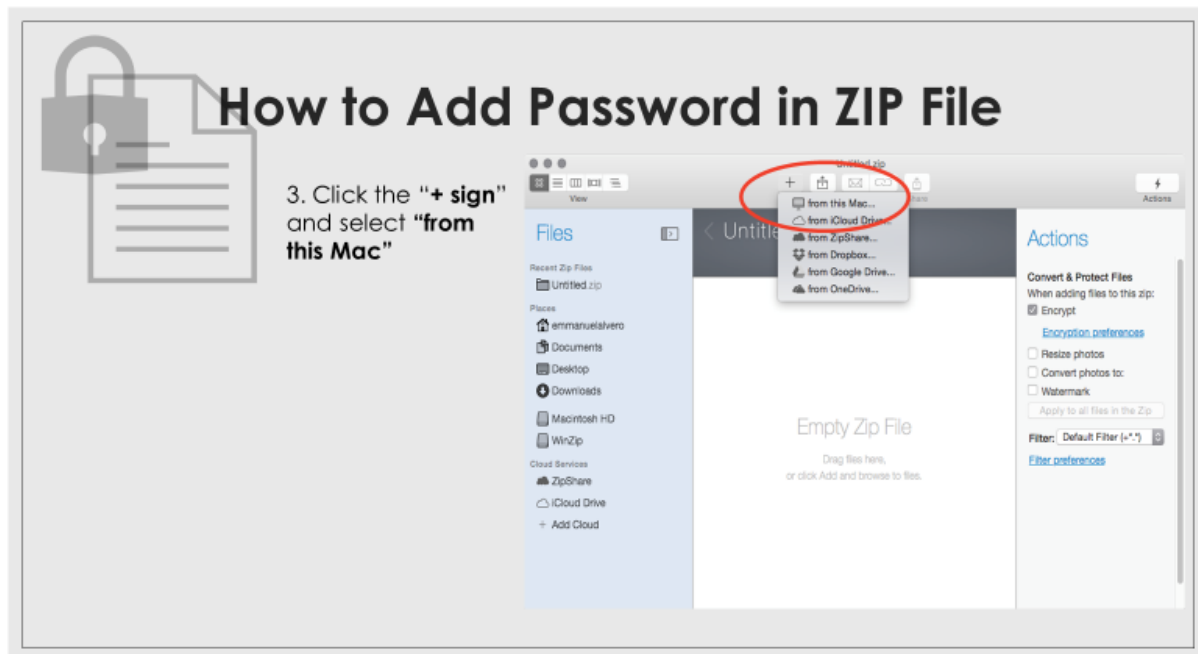 How to Add Password in ZIP File
3. Click the “+ sign”
and select “from
this Mac”
Untitled.zip
View
Actions
from this Mac...
from iCloud Drive...
from ZipShare...
from Dropbox...
from Google Drive...
from OneDrive...
Files
Recent Zip Files
Untitled.zip
Places
emmanuelalvero
Documents
Desktop
Downloads
Macintosh HD
WinZip
Cloud Services
ZipShare
iCloud Drive
+ Add Cloud
Empty Zip File
Drag files here,
or click Add and browse to files.
Actions
Convert & Protect Files
When adding files to this zip:
Encrypt
Encryption preferences
Resize photos
Convert photos to:
Watermark
Apply to all files in the Zip
Filter: Default Filter (+*.*)
Filter preferences